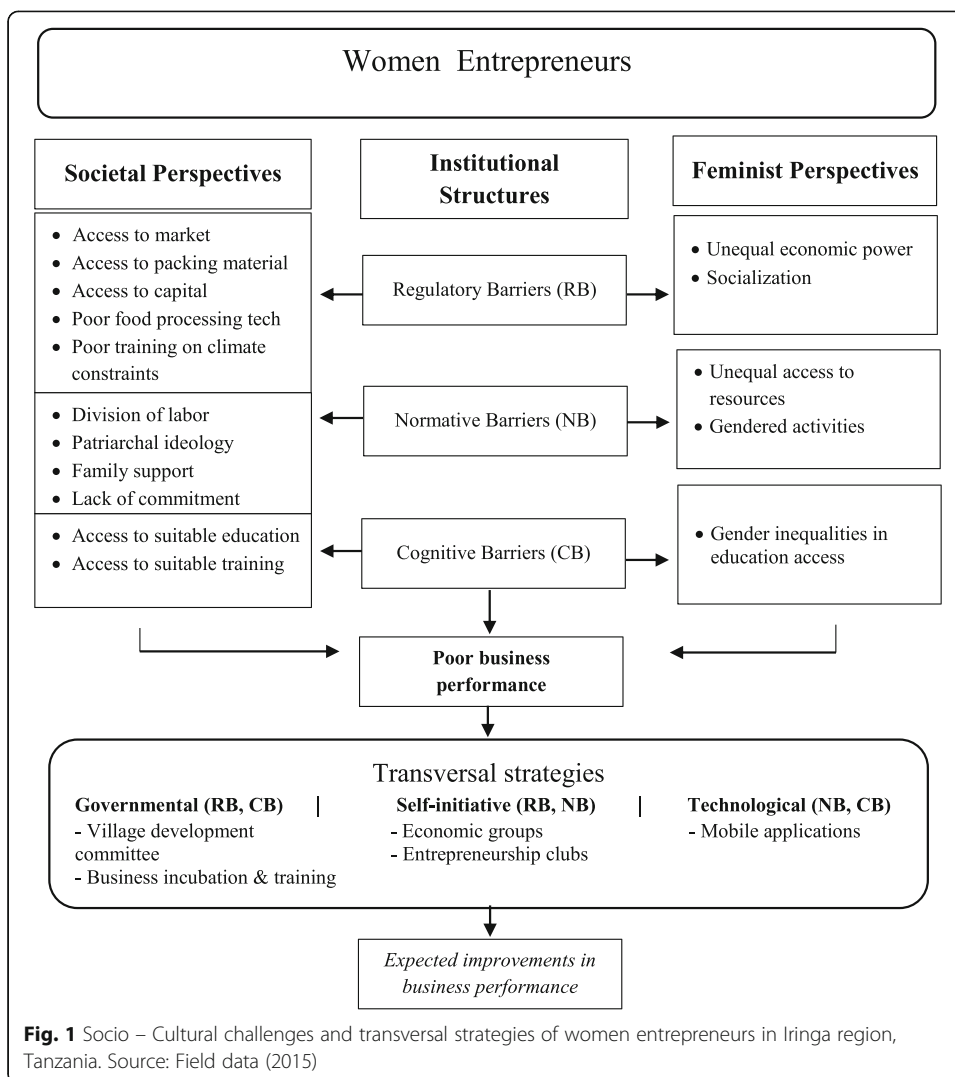 Women Entrepreneurs
Societal Perspectives
Institutional
Structures
Feminist Perspectives
• Access to market
• Access to packing material
• Access to capital
• Poor food processing tech
• Poor training on climate
constraints
Regulatory Barriers (RB)
• Unequal economic power
• Socialization
• Division of labor
• Patriarchal ideology
• Family support
• Lack of commitment
Normative Barriers (NB)
• Unequal access to
resources
• Gendered activities
• Access to suitable education
• Access to suitable training
Cognitive Barriers (CB)
• Gender inequalities in
education access
Poor business
performance
Transversal strategies
Governmental (RB, CB) | Self-initiative (RB, NB) | Technological (NB, CB)
- Village development
committee
- Business incubation & training
- Economic groups
- Entrepreneurship clubs
- Mobile applications
Expected improvements in
business performance
Fig. 1 Socio – Cultural challenges and transversal strategies of women entrepreneurs in Iringa region,
Tanzania. Source: Field data (2015)